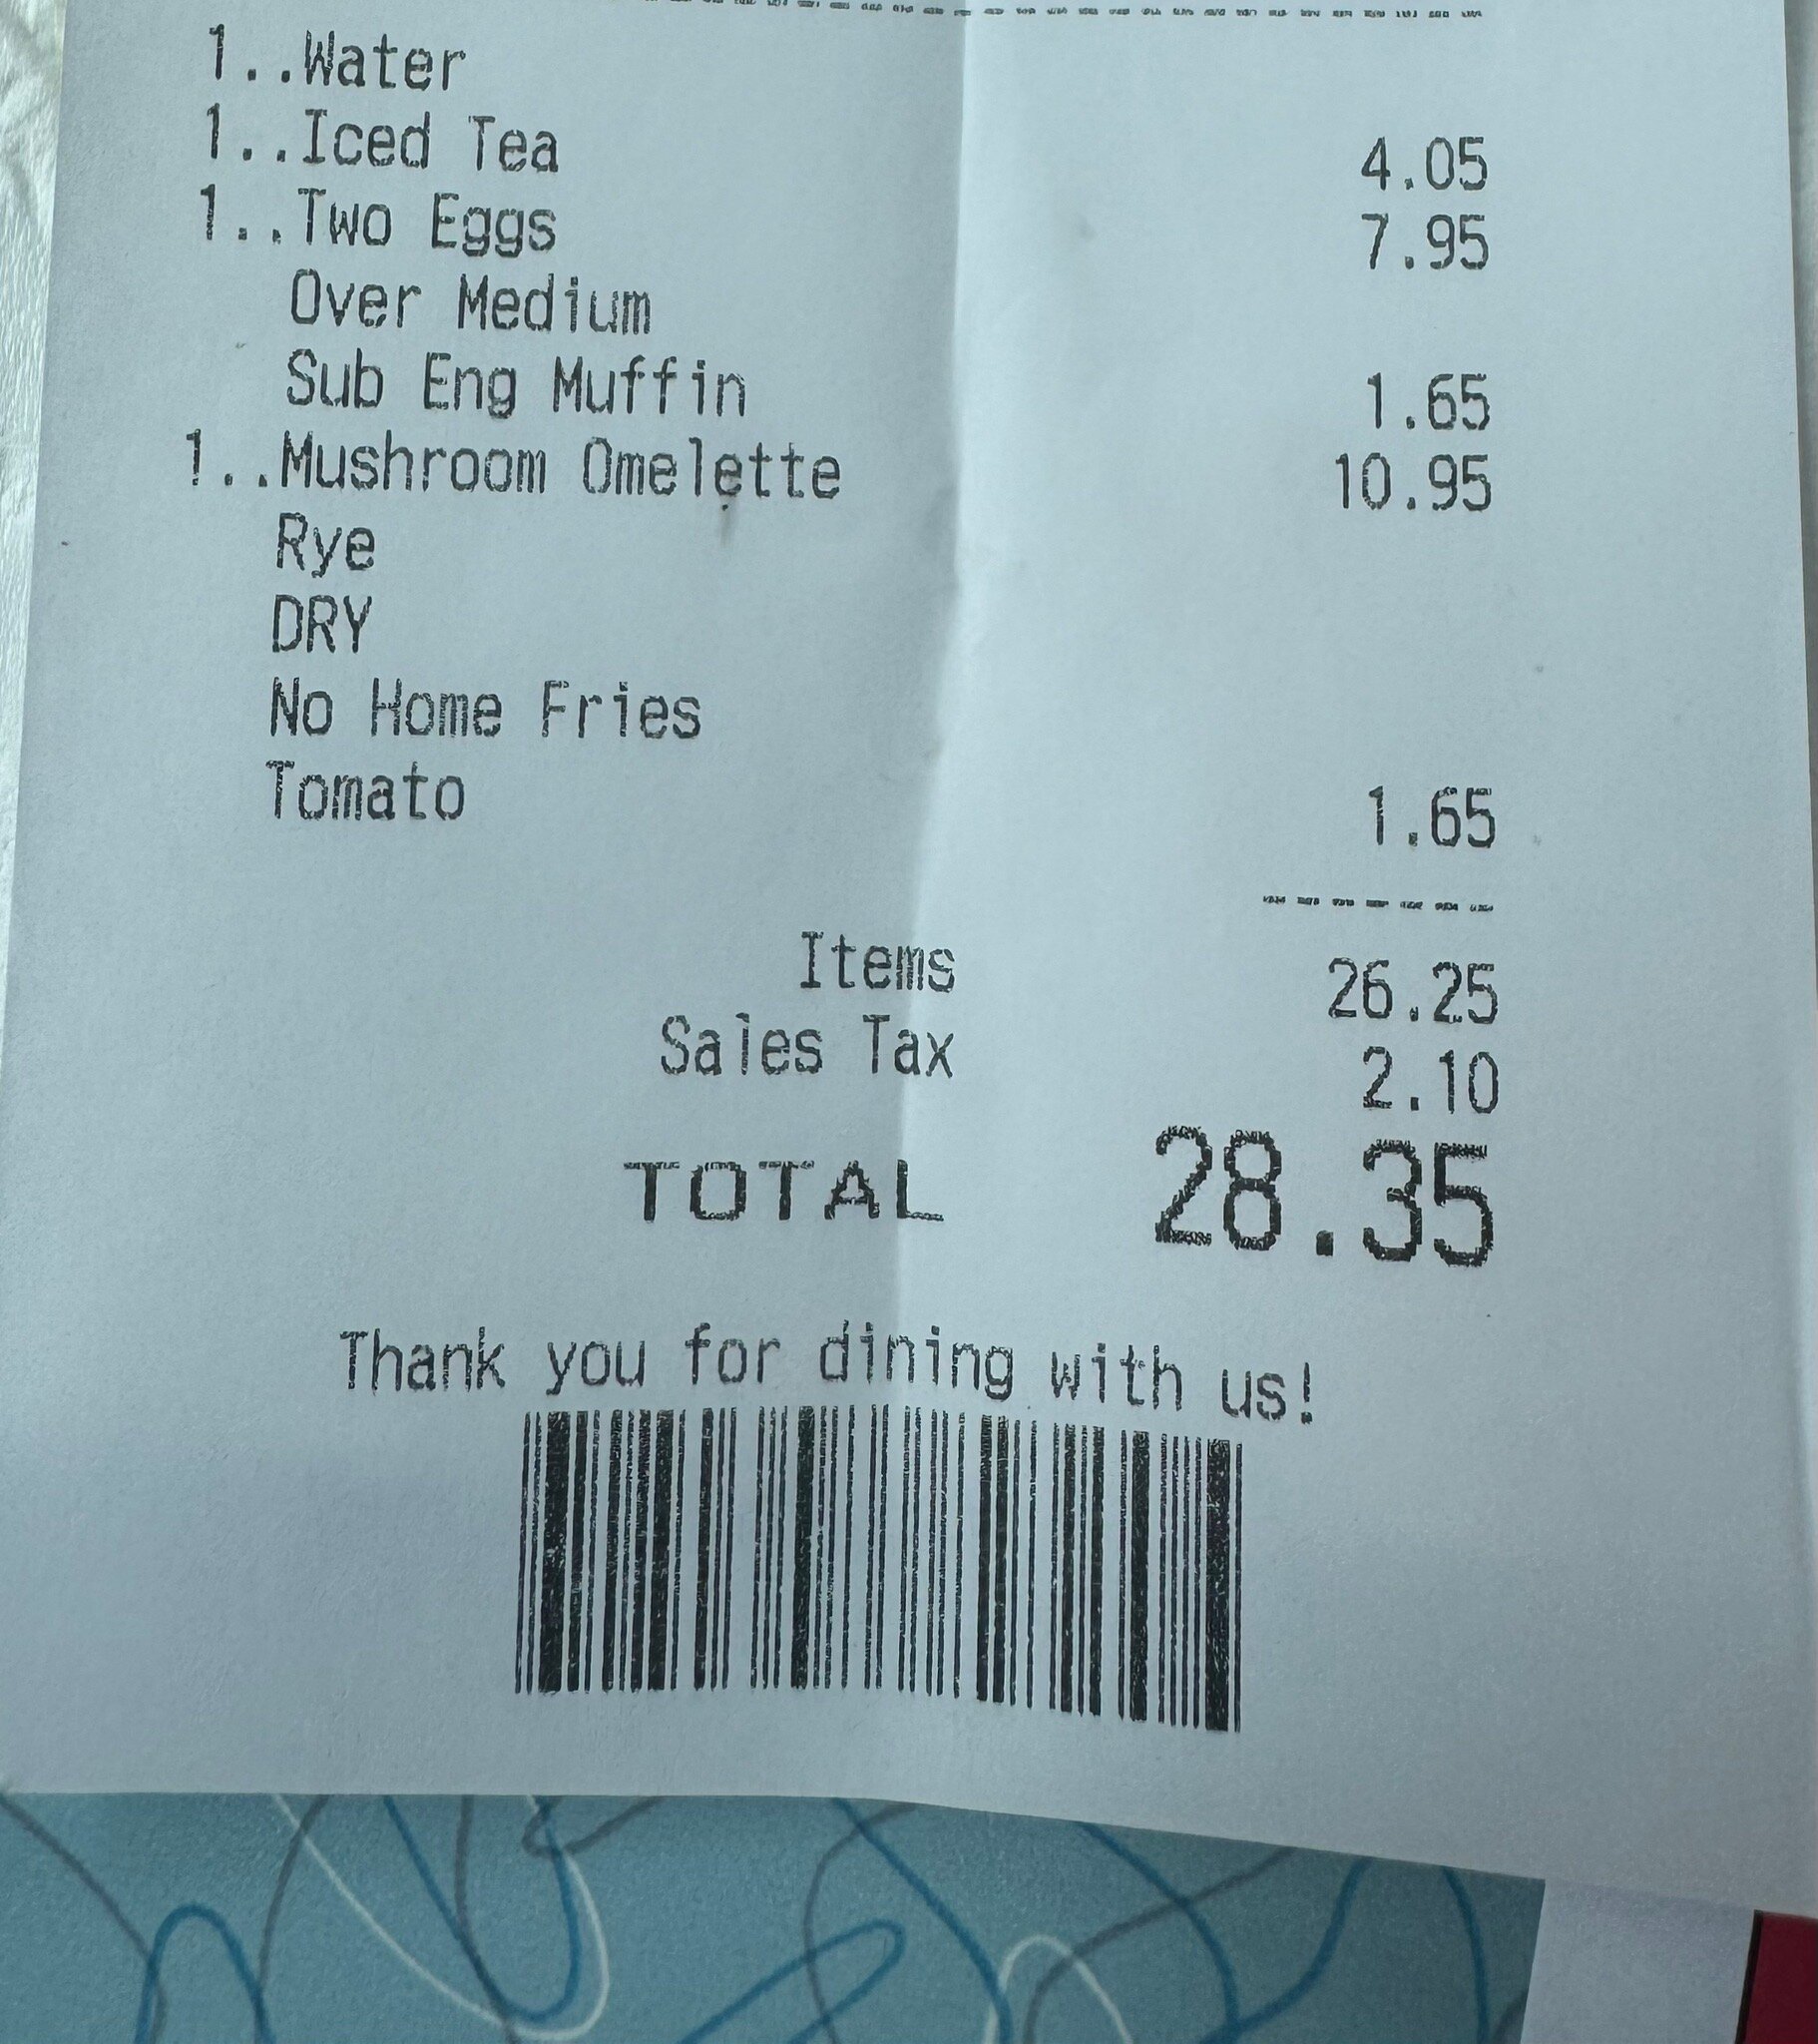 1..Water
1..Iced Tea 4.05
1..Two Eggs 7.95
Over Medium
Sub Eng Muffin 1.65
1..Mushroom Omelette 10.95
Rye
DRY
No Home Fries
Tomato 1.65
-------
Items 26.25
Sales Tax 2.10
TOTAL 28.35
Thank you for dining with us!